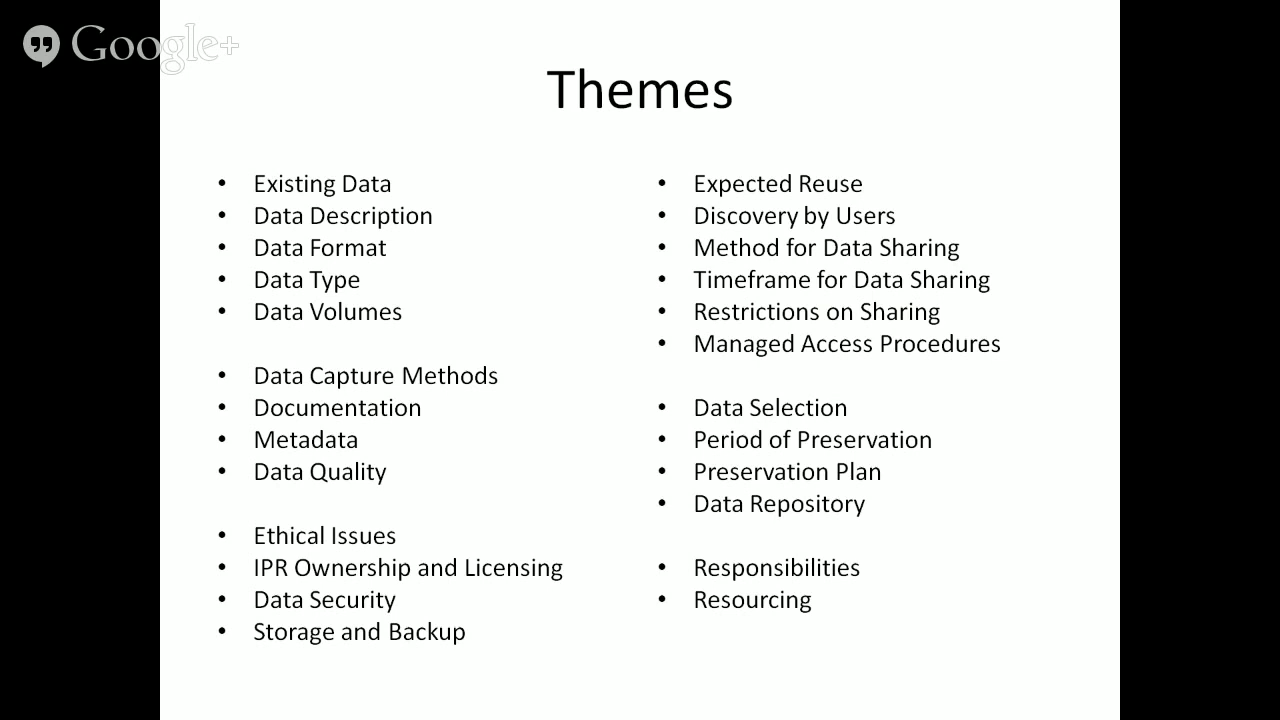 Google+
Themes
• Existing Data
• Data Description
• Data Format
• Data Type
• Data Volumes
• Data Capture Methods
• Documentation
• Metadata
• Data Quality
• Ethical Issues
• IPR Ownership and Licensing
• Data Security
• Storage and Backup
• Expected Reuse
• Discovery by Users
• Method for Data Sharing
• Timeframe for Data Sharing
• Restrictions on Sharing
• Managed Access Procedures
• Data Selection
• Period of Preservation
• Preservation Plan
• Data Repository
• Responsibilities
• Resourcing